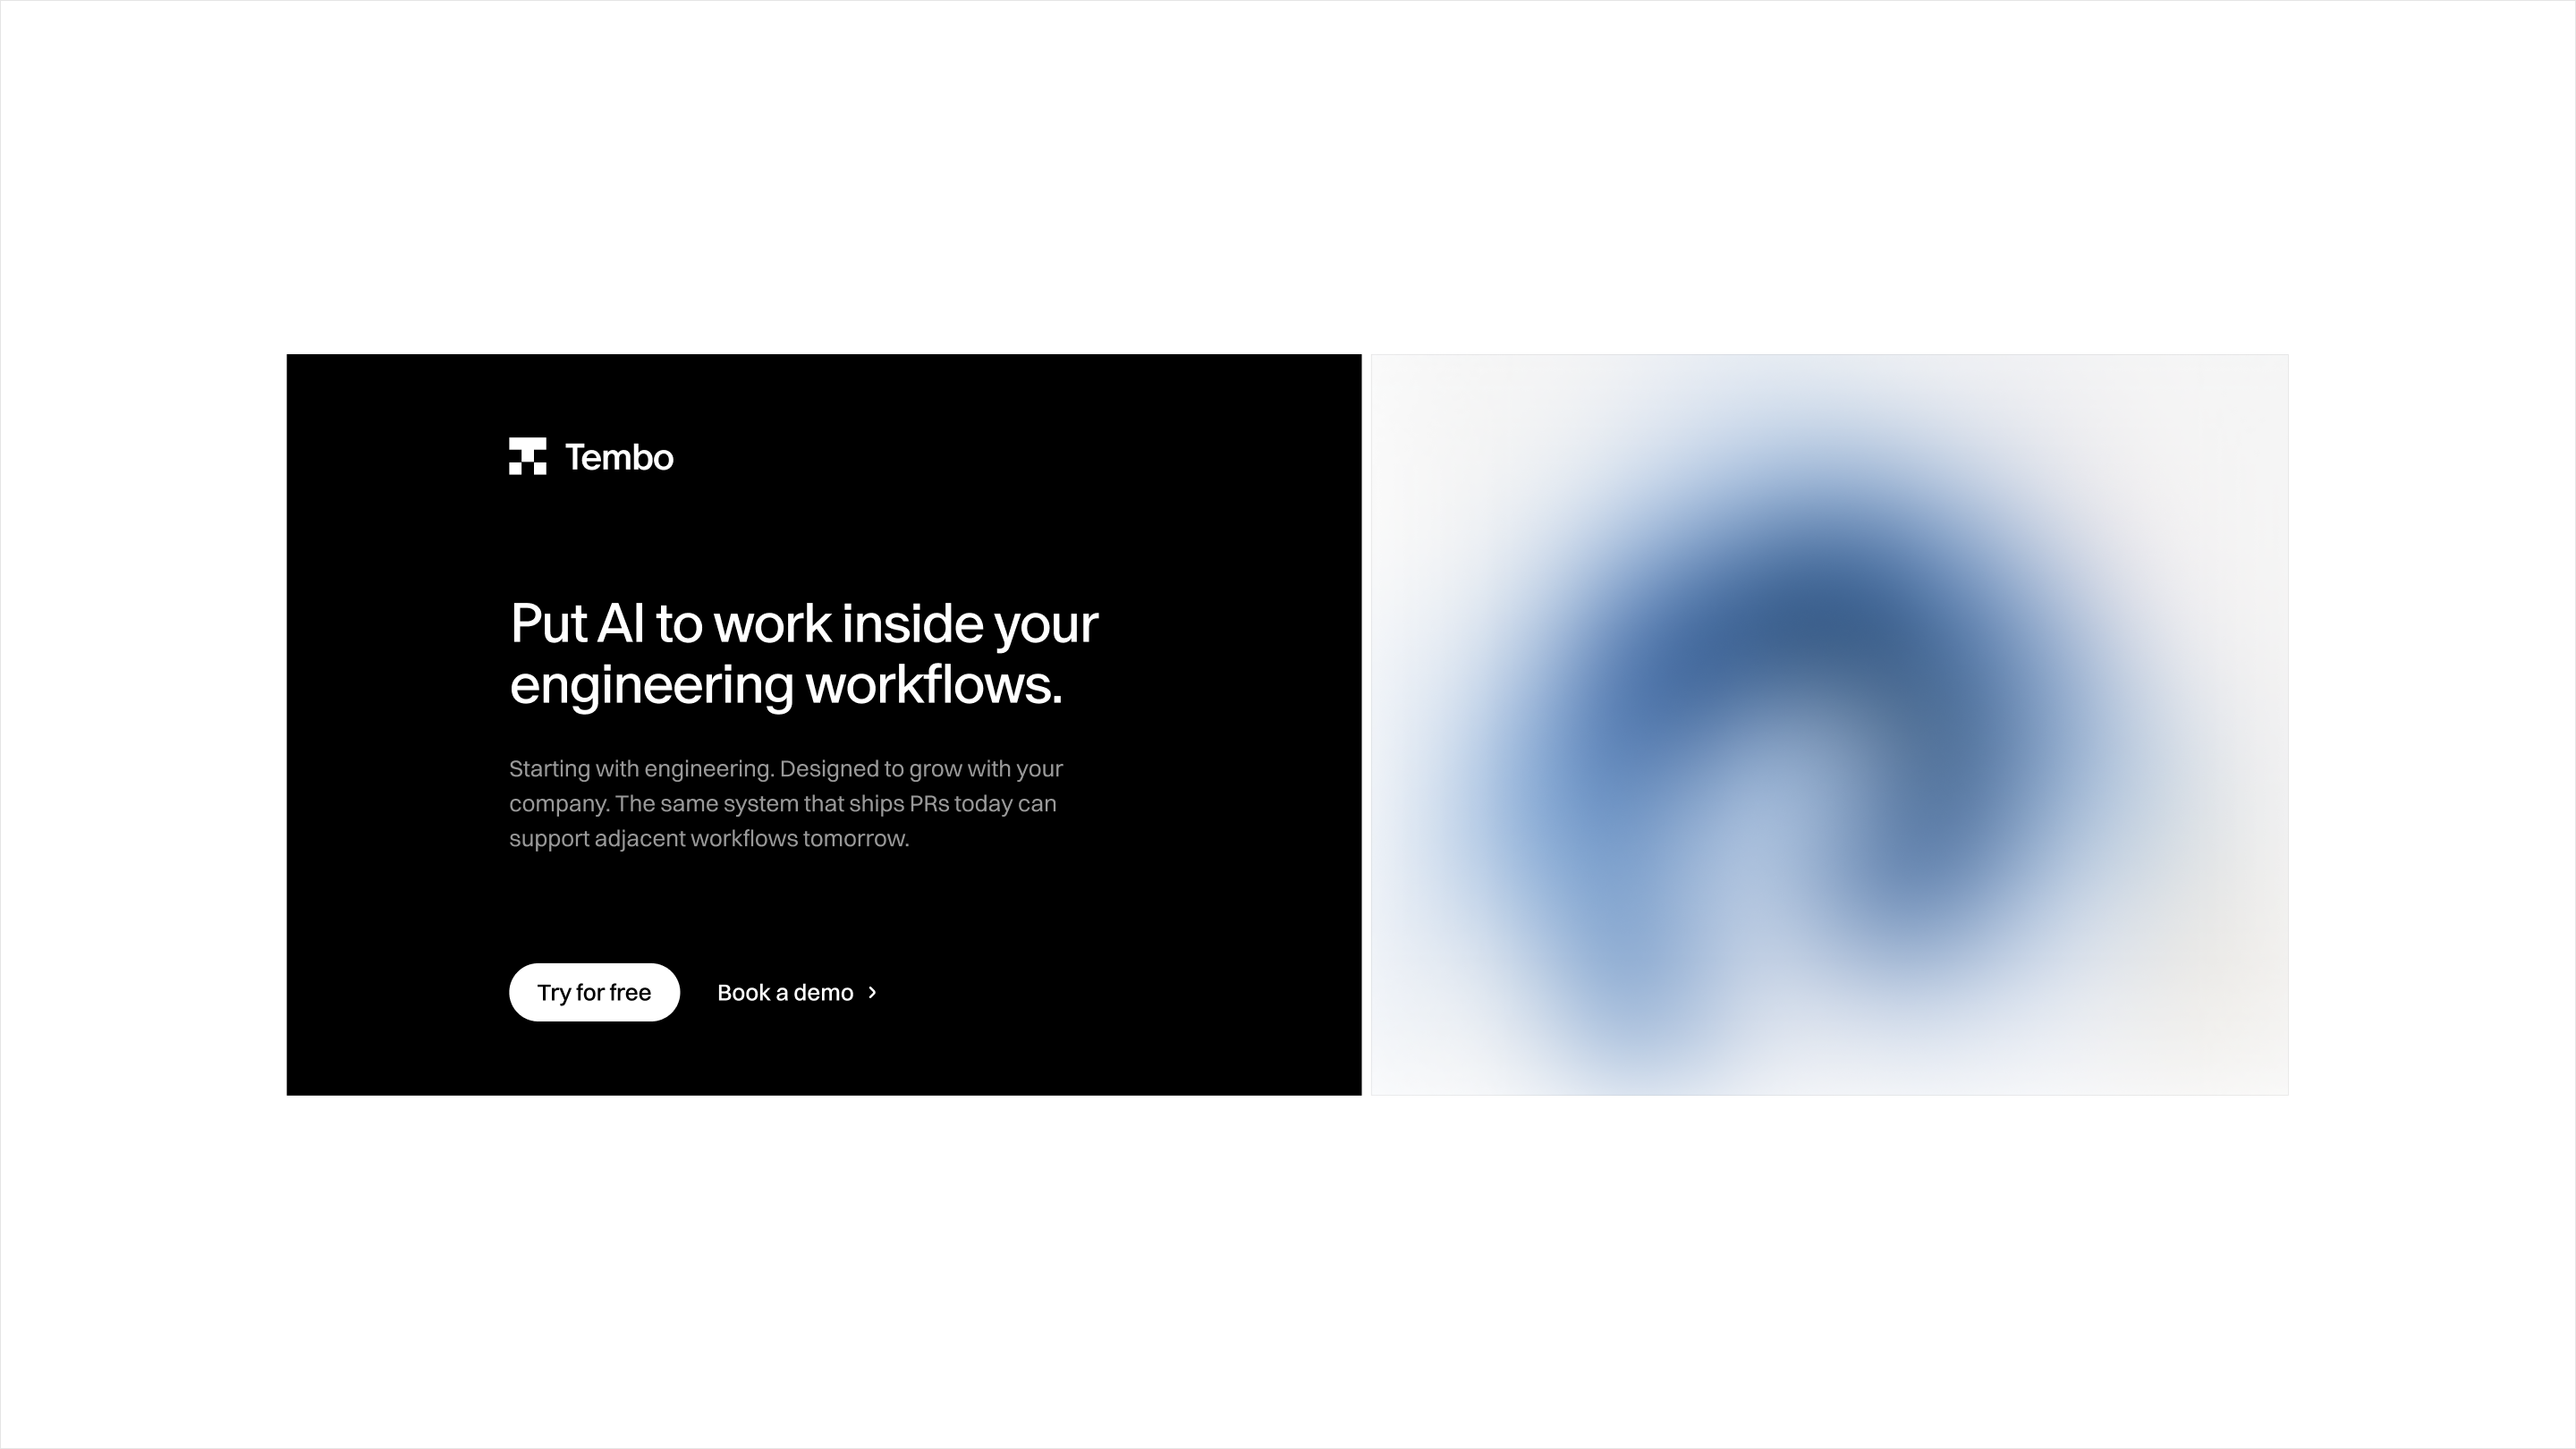 Tembo
Put AI to work inside your
engineering workflows.
Starting with engineering. Designed to grow with your
company. The same system that ships PRs today can
support adjacent workflows tomorrow.
Try for free
Book a demo